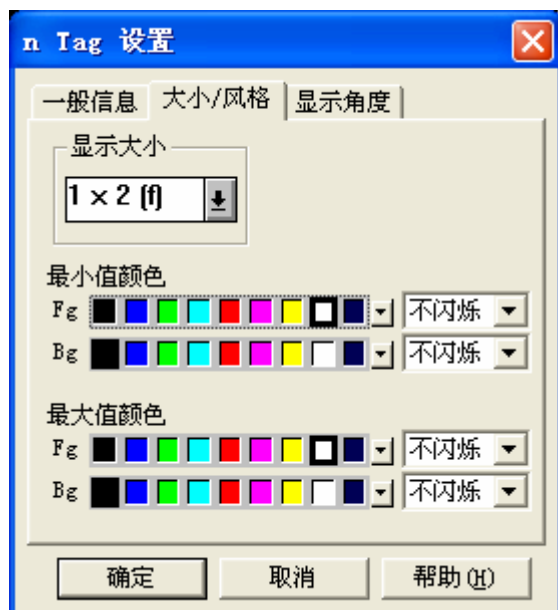 n Tag 设置
一般信息 大小/风格 显示角度
显示大小
1 × 2 (f)
最小值颜色
Fg 不闪烁
Bg 不闪烁
最大值颜色
Fg 不闪烁
Bg 不闪烁
确定 取消 帮助(H)